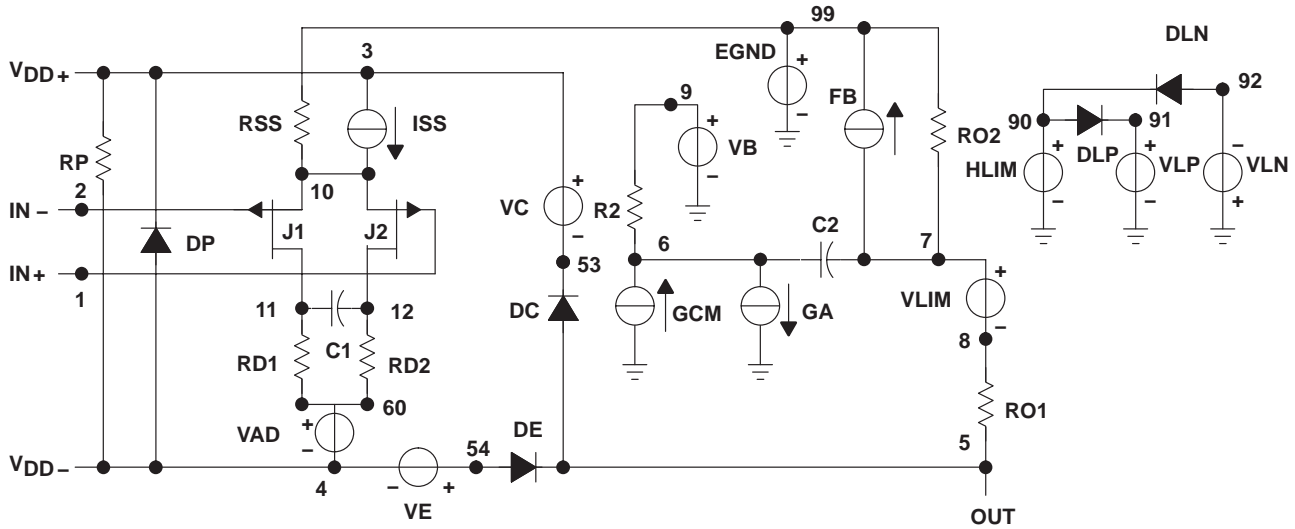 99
DLN
3
EGND
VDD+
92
9
FB
RSS
ISS
90
91
RO2
VB
DLP
RP
HLIM
VLP
VLN
10
2
VC
R2
IN−
C2
J1
J2
DP
6
7
IN+
53
1
VLIM
11
12
DC
GCM
GA
8
C1
RD1
RD2
60
RO1
VAD
DE
54
5
VDD−
4
VE
OUT